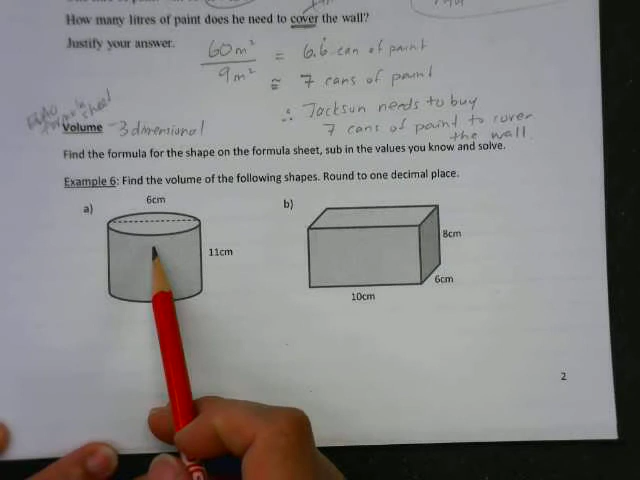 How many litres of paint does he need to cover the wall?
Justify your answer.
60m² / 9m² = 6.6̇ can of paint
≅ 7 cans of paint
∴ Jackson needs to buy
7 cans of paint to cover
the wall.
formula sheet
Volume - 3 dimensional
Find the formula for the shape on the formula sheet, sub in the values you know and solve.
Example 6: Find the volume of the following shapes. Round to one decimal place.
a) 6cm
11cm
b)
8cm
6cm
10cm
2